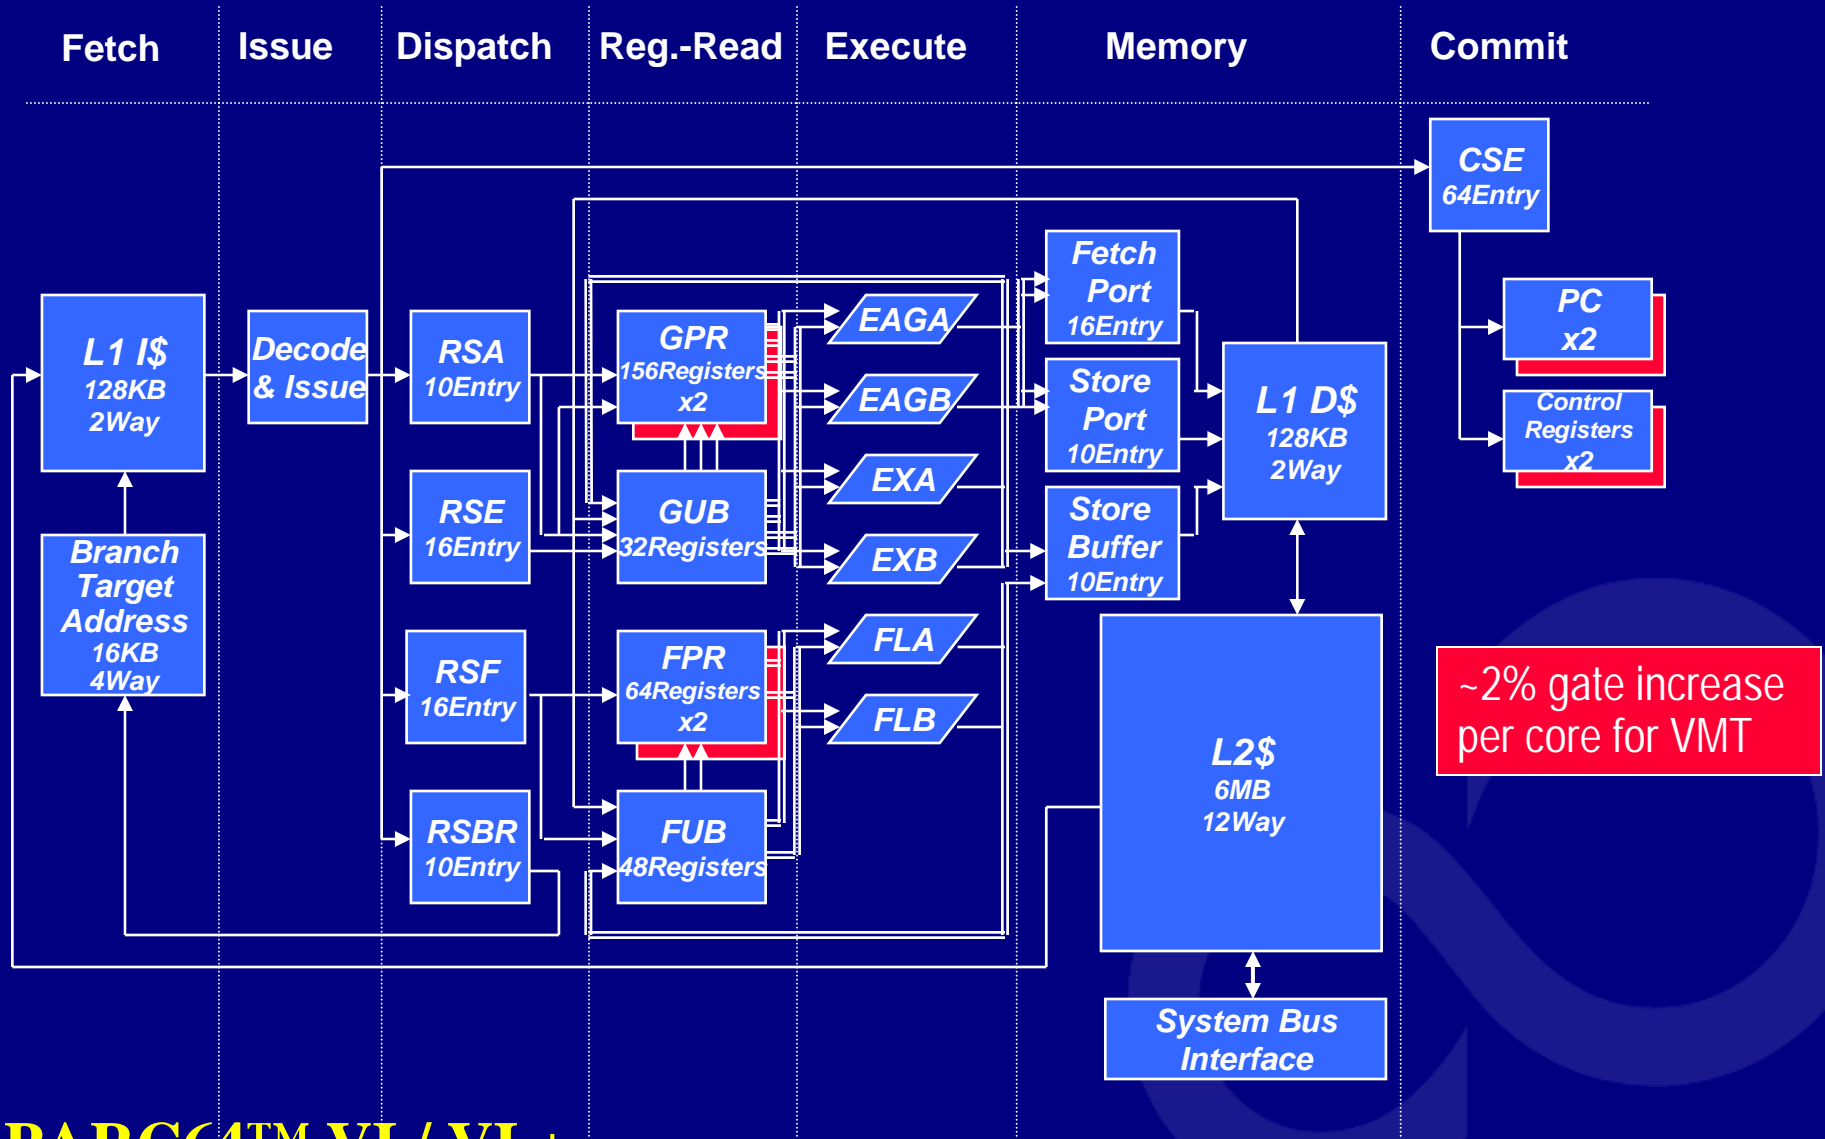 Fetch
Issue
Dispatch
Reg.-Read
Execute
Memory
Commit
CSE
64Entry
L1 I$
128KB
2Way
Branch
Target
Address
16KB
4Way
Decode
& Issue
RSA
10Entry
RSE
16Entry
RSF
16Entry
RSBR
10Entry
GPR
156Registers
x2
GUB
32Registers
FPR
64Registers
x2
FUB
48Registers
EAGA
EAGB
EXA
EXB
FLA
FLB
Fetch
Port
16Entry
Store
Port
10Entry
Store
Buffer
10Entry
L1 D$
128KB
2Way
L2$
6MB
12Way
System Bus
Interface
PC
x2
Control
Registers
x2
~2% gate increase
per core for VMT